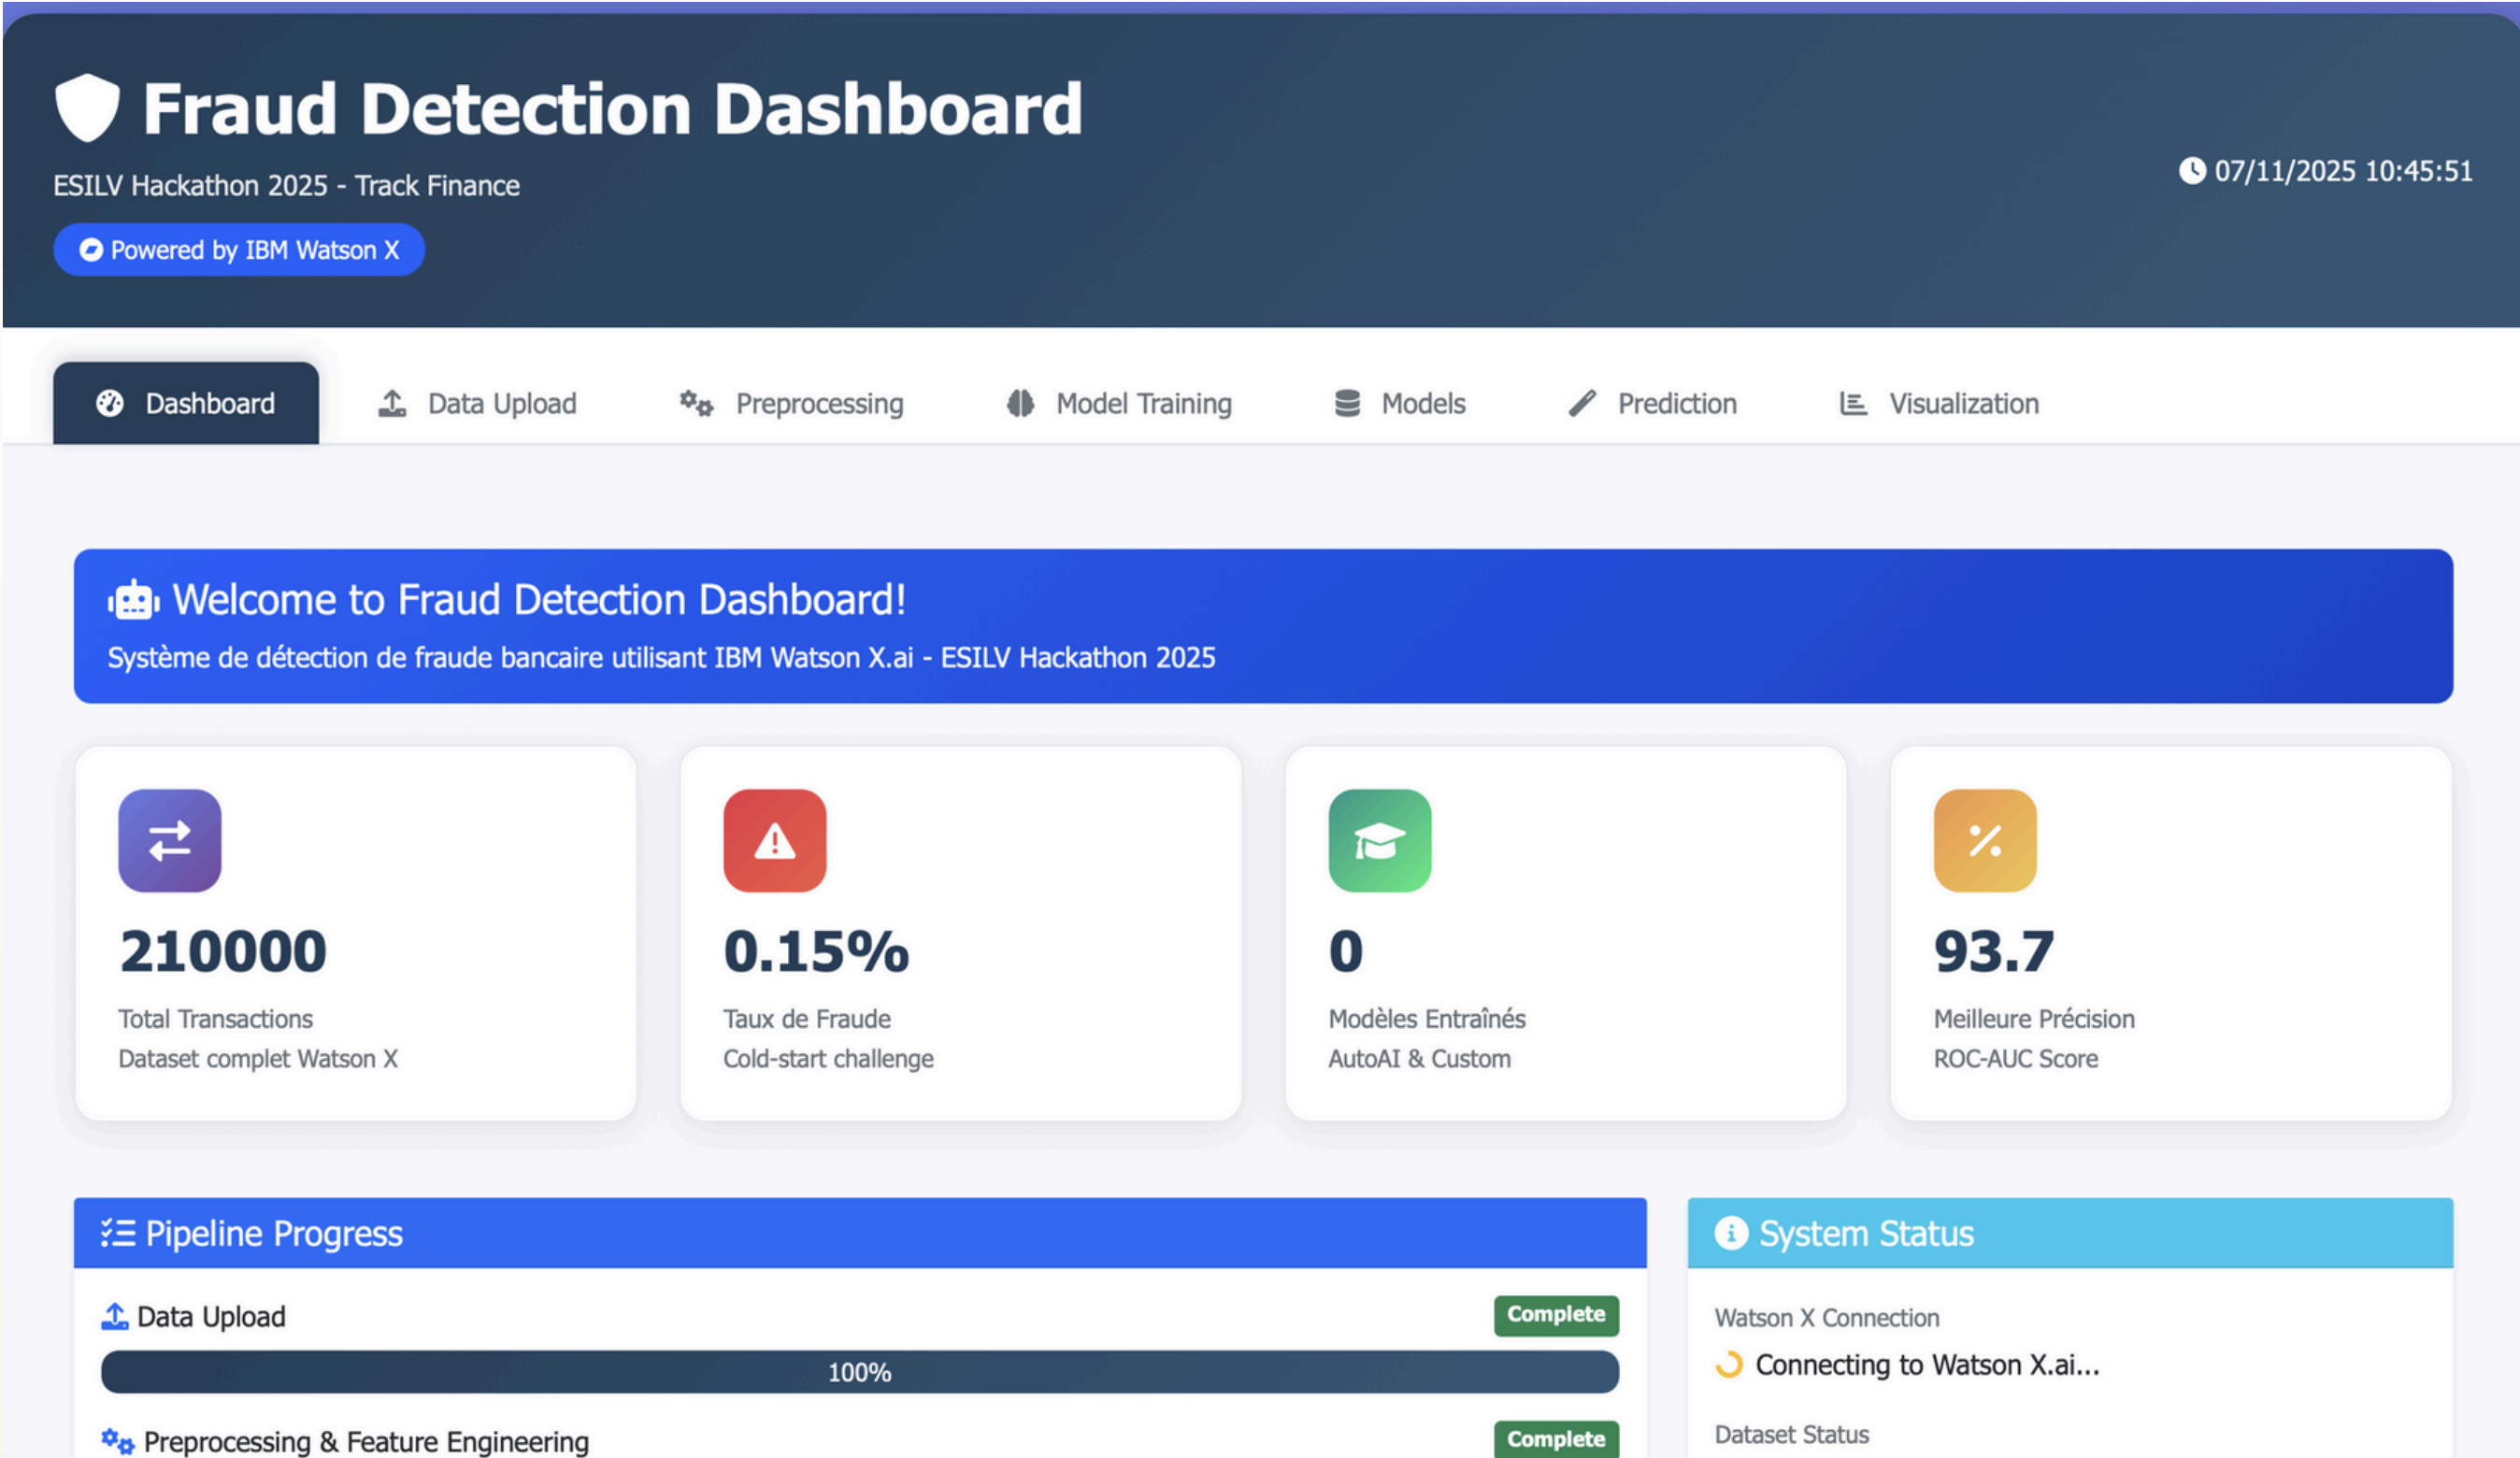 Fraud Detection Dashboard
ESILV Hackathon 2025 - Track Finance
07/11/2025 10:45:51
Powered by IBM Watson X
Dashboard
Data Upload
Preprocessing
Model Training
Models
Prediction
Visualization
Welcome to Fraud Detection Dashboard!
Système de détection de fraude bancaire utilisant IBM Watson X.ai - ESILV Hackathon 2025
210000
Total Transactions
Dataset complet Watson X
0.15%
Taux de Fraude
Cold-start challenge
0
Modèles Entraînés
AutoAI & Custom
93.7
Meilleure Précision
ROC-AUC Score
Pipeline Progress
Data Upload
Complete
100%
Preprocessing & Feature Engineering
Complete
System Status
Watson X Connection
Connecting to Watson X.ai...
Dataset Status